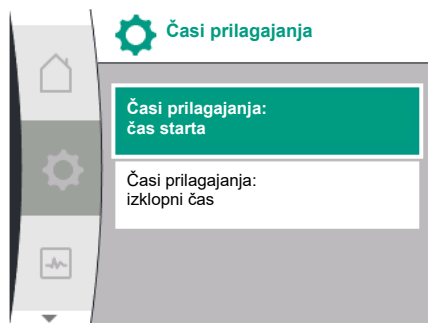 Časi prilagajanja
Časi prilagajanja:
čas starta
Časi prilagajanja:
izklopni čas